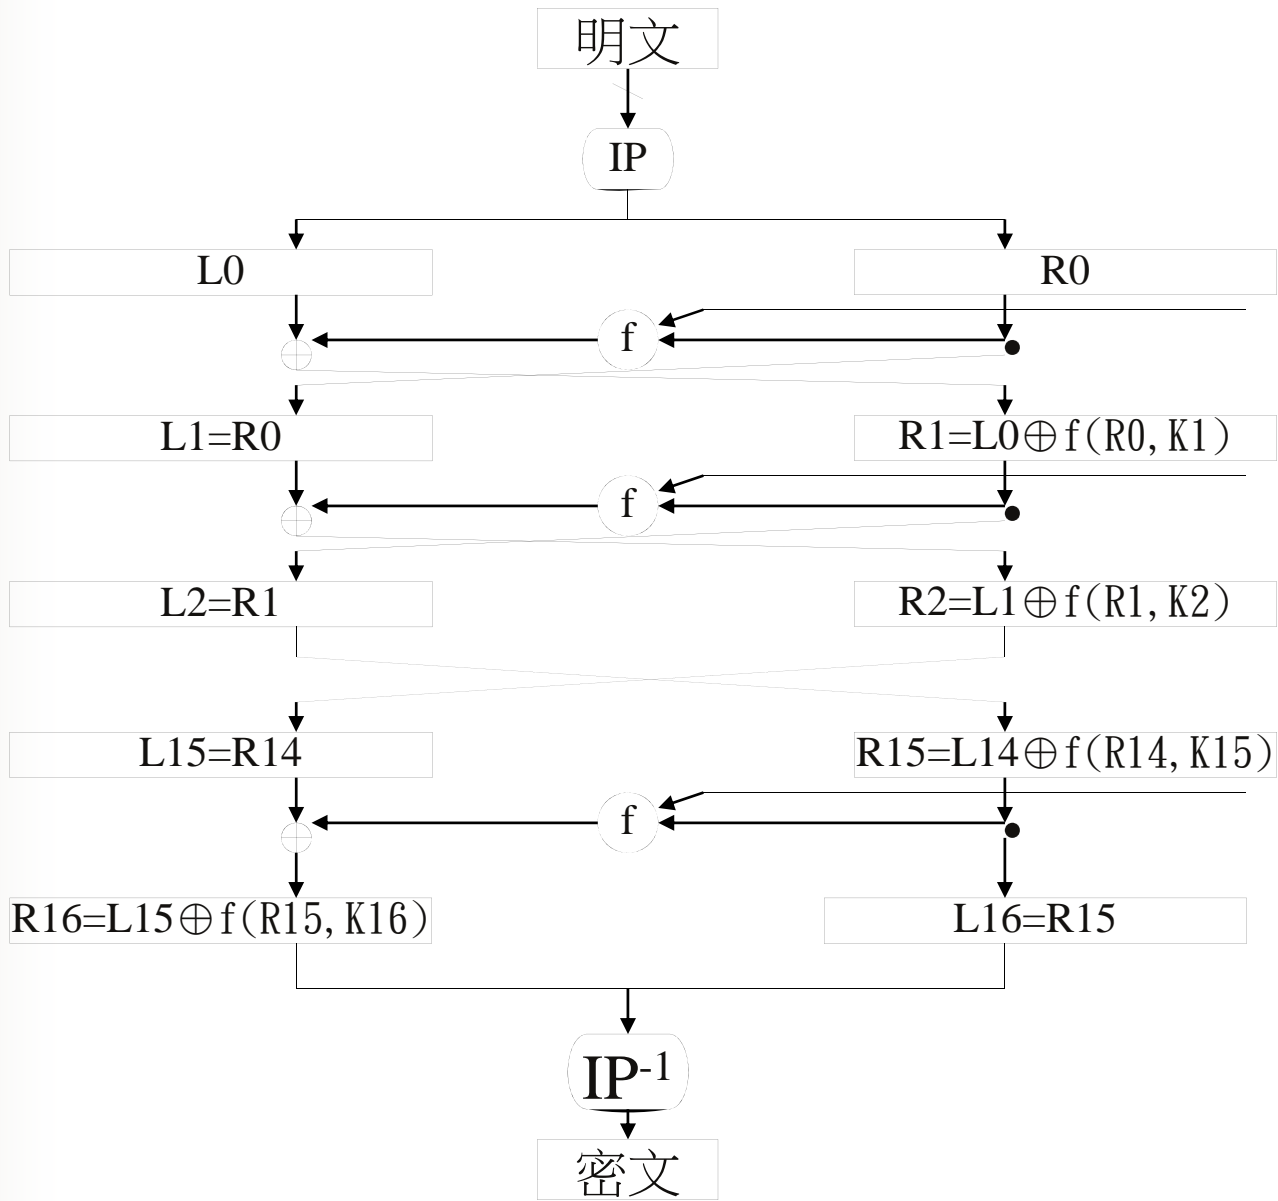 明文
IP
L0
R0
f
L1=R0
R1=L0⊕f(R0,K1)
f
L2=R1
R2=L1⊕f(R1,K2)
L15=R14
R15=L14⊕f(R14,K15)
f
R16=L15⊕f(R15,K16)
L16=R15
IP-1
密文